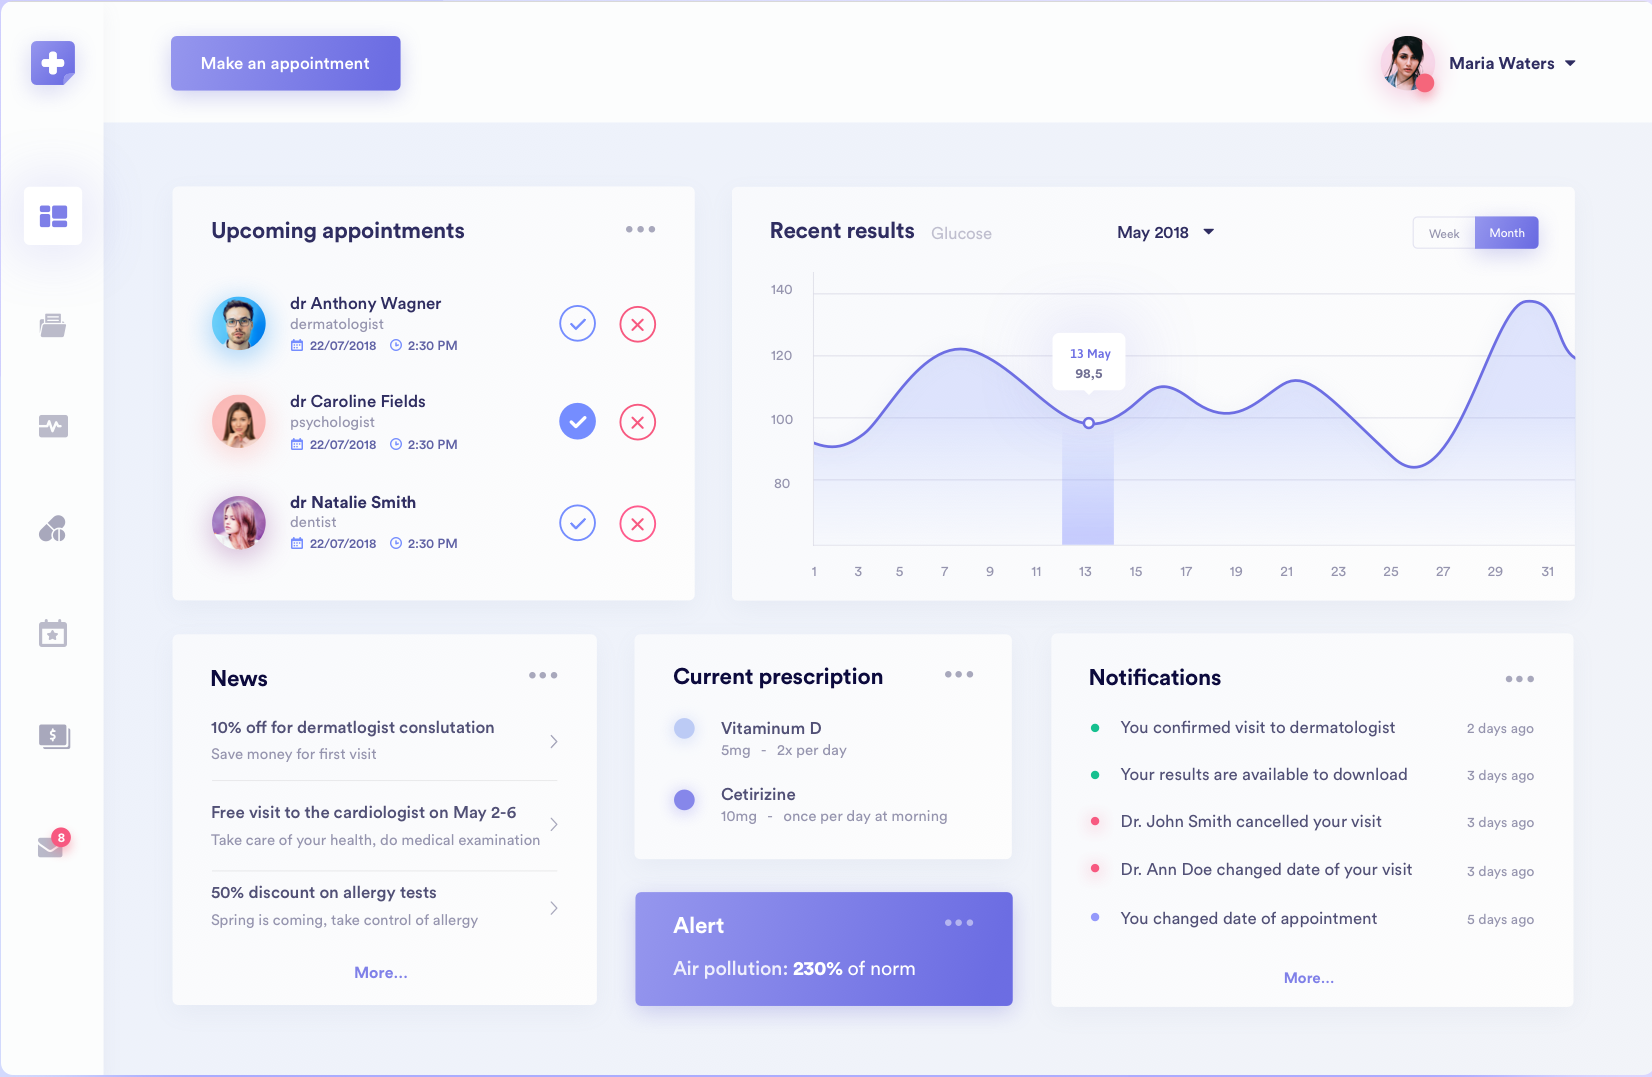 Make an appointment
Maria Waters
Upcoming appointments
dr Anthony Wagner
dermatologist
22/07/2018 2:30 PM
dr Caroline Fields
psychologist
22/07/2018 2:30 PM
dr Natalie Smith
dentist
22/07/2018 2:30 PM
Recent results Glucose
May 2018
Week Month
140
120
100
80
13 May
98,5
1 3 5 7 9 11 13 15 17 19 21 23 25 27 29 31
News
10% off for dermatlogist conslutation
Save money for first visit
Free visit to the cardiologist on May 2-6
Take care of your health, do medical examination
50% discount on allergy tests
Spring is coming, take control of allergy
More...
Current prescription
Vitaminum D
5mg - 2x per day
Cetirizine
10mg - once per day at morning
Alert
Air pollution: 230% of norm
Notifications
You confirmed visit to dermatologist 2 days ago
Your results are available to download 3 days ago
Dr. John Smith cancelled your visit 3 days ago
Dr. Ann Doe changed date of your visit 3 days ago
You changed date of appointment 5 days ago
More...
$
8